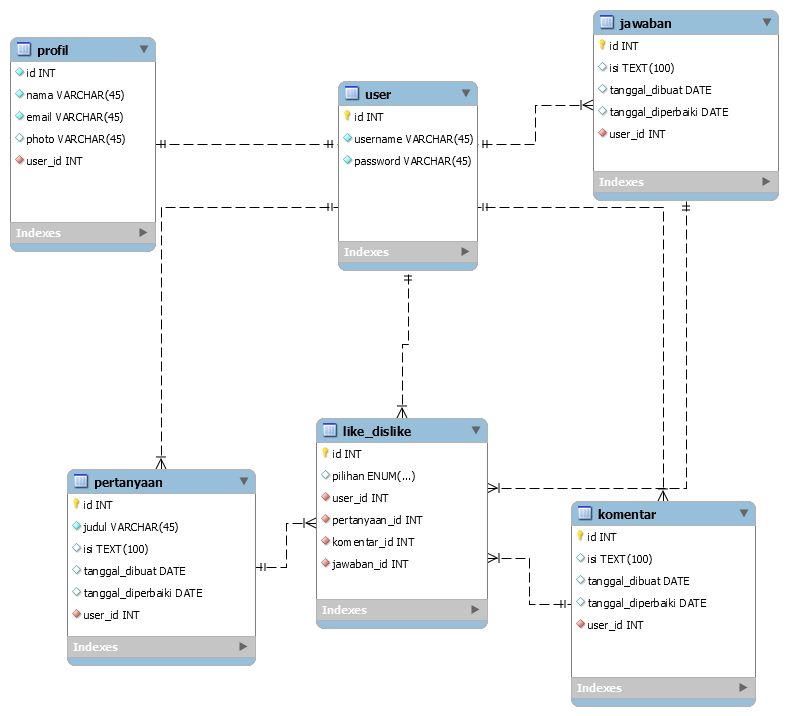 profil
id INT
nama VARCHAR(45)
email VARCHAR(45)
photo VARCHAR(45)
user_id INT
Indexes
user
id INT
username VARCHAR(45)
password VARCHAR(45)
Indexes
jawaban
id INT
isi TEXT(100)
tanggal_dibuat DATE
tanggal_diperbaiki DATE
user_id INT
Indexes
pertanyaan
id INT
judul VARCHAR(45)
isi TEXT(100)
tanggal_dibuat DATE
tanggal_diperbaiki DATE
user_id INT
Indexes
like_dislike
id INT
pilihan ENUM(...)
user_id INT
pertanyaan_id INT
komentar_id INT
jawaban_id INT
Indexes
komentar
id INT
isi TEXT(100)
tanggal_dibuat DATE
tanggal_diperbaiki DATE
user_id INT
Indexes